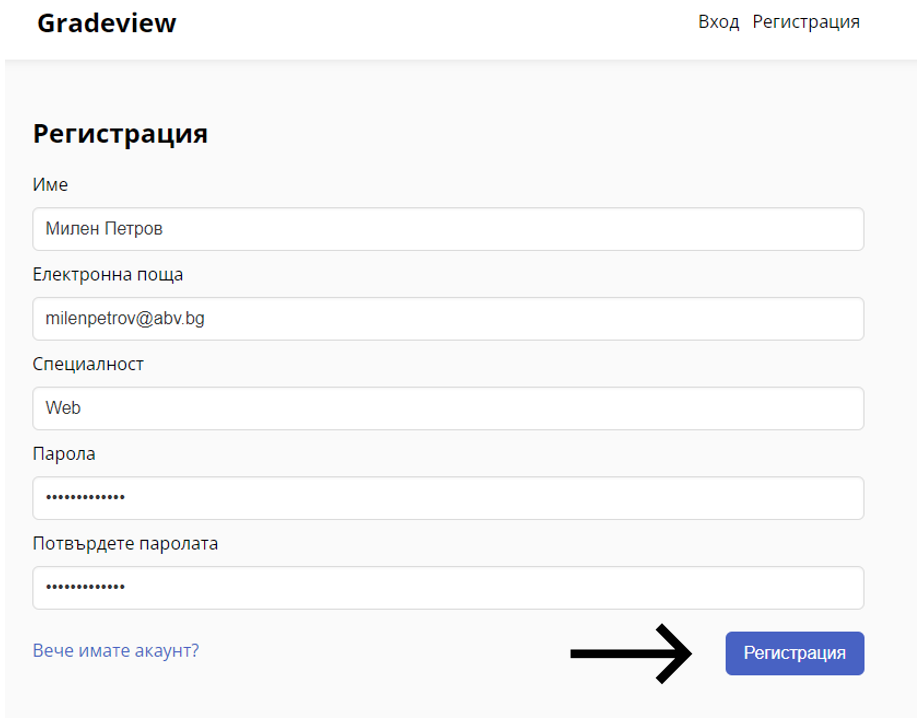 Gradeview
Вход Регистрация
Регистрация
Име
Милен Петров
Електронна поща
milenpetrov@abv.bg
Специалност
Web
Парола
•••••••••••••
Потвърдете паролата
•••••••••••••
Вече имате акаунт?
Регистрация